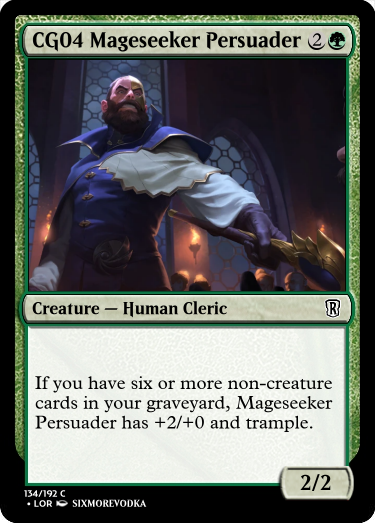 CG04 Mageseeker Persuader 2
Creature — Human Cleric R
If you have six or more non-creature
cards in your graveyard, Mageseeker
Persuader has +2/+0 and trample.
2/2
134/192 C
• LOR SIXMOREVODKA